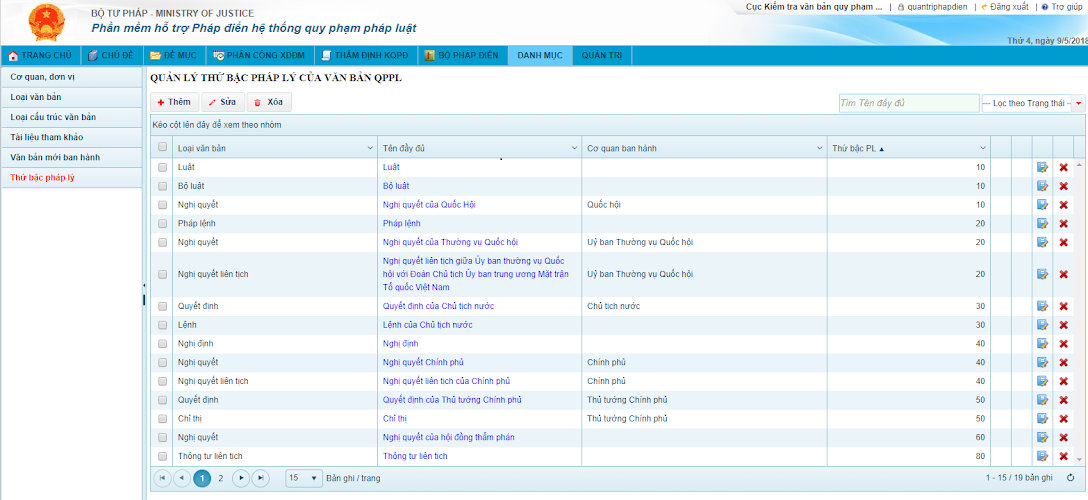 BỘ TƯ PHÁP - MINISTRY OF JUSTICE
Phần mềm hỗ trợ Pháp điển hệ thống quy phạm pháp luật
Cục Kiểm tra văn bản quy phạm ... | quantriphapdien | Đăng xuất | Trợ giúp
Thứ 4, ngày 9/5/2018
TRANG CHỦ CHỦ ĐỀ ĐỀ MỤC PHÂN CÔNG XDĐM THẨM ĐỊNH KQPĐ BỘ PHÁP ĐIỂN DANH MỤC QUẢN TRỊ
Cơ quan, đơn vị
Loại văn bản
Loại cấu trúc văn bản
Tài liệu tham khảo
Văn bản mới ban hành
Thứ bậc pháp lý
QUẢN LÝ THỨ BẬC PHÁP LÝ CỦA VĂN BẢN QPPL
Thêm Sửa Xóa
Tìm Tên đầy đủ
--- Lọc theo Trạng thái -
Kéo cột lên đây để xem theo nhóm
Loại văn bản Tên đầy đủ Cơ quan ban hành Thứ bậc PL ▲
Luật Luật 10
Bộ luật Bộ luật 10
Nghị quyết Nghị quyết của Quốc Hội Quốc hội 10
Pháp lệnh Pháp lệnh 20
Nghị quyết Nghị quyết của Thường vụ Quốc hội Uỷ ban Thường vụ Quốc hội 20
Nghị quyết liên tịch Nghị quyết liên tịch giữa Ủy ban thường vụ Quốc
hội với Đoàn Chủ tịch Ủy ban trung ương Mặt trận Uỷ ban Thường vụ Quốc hội 20
Tổ quốc Việt Nam
Quyết định Quyết định của Chủ tịch nước Chủ tịch nước 30
Lệnh Lệnh của Chủ tịch nước 30
Nghị định Nghị định 40
Nghị quyết Nghị quyết Chính phủ Chính phủ 40
Nghị quyết liên tịch Nghị quyết liên tịch của Chính phủ Chính phủ 40
Quyết định Quyết định của Thủ tướng Chính phủ Thủ tướng Chính phủ 50
Chỉ thị Chỉ thị Thủ tướng Chính phủ 50
Nghị quyết Nghị quyết của hội đồng thẩm phán 60
Thông tư liên tịch Thông tư liên tịch 80
1 2 15 Bản ghi / trang 1 - 15 / 19 bản ghi